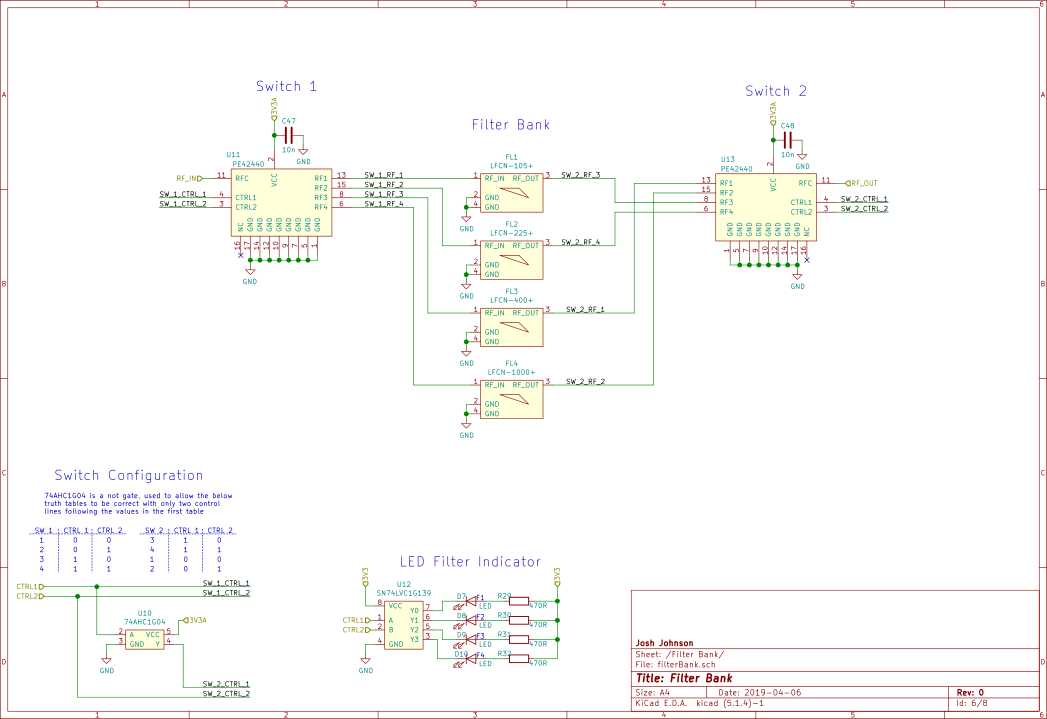 1 2 3 4 5 6
A
B
C
D
Switch 1
Filter Bank
Switch 2
3V3A
C47
10n
GND
U11
PE42440
RF_IN
SW_1_CTRL_1
SW_1_CTRL_2
11 RFC
4 CTRL1
3 CTRL2
2 VCC
RF1 13 SW_1_RF_1
RF2 15 SW_1_RF_2
RF3 8 SW_1_RF_3
RF4 6 SW_1_RF_4
NC GND GND GND GND GND GND GND GND
16 17 14 12 10 9 7 5 1
GND
FL1
LFCN-105+
1 RF_IN RF_OUT 3 SW_2_RF_3
2 GND
4 GND
GND
FL2
LFCN-225+
1 RF_IN RF_OUT 3 SW_2_RF_4
2 GND
4 GND
GND
FL3
LFCN-400+
1 RF_IN RF_OUT 3 SW_2_RF_1
2 GND
4 GND
GND
FL4
LFCN-1000+
1 RF_IN RF_OUT 3 SW_2_RF_2
2 GND
4 GND
GND
3V3A
C48
10n
GND
U13
PE42440
2 VCC
13 RF1 RFC 11 RF_OUT
15 RF2
8 RF3 CTRL1 4 SW_2_CTRL_1
6 RF4 CTRL2 3 SW_2_CTRL_2
GND GND GND GND GND GND GND GND NC
1 5 7 9 10 12 14 17 16
GND
Switch Configuration
74AHC1G04 is a not gate, used to allow the below
truth tables to be correct with only two control
lines following the values in the first table
SW 1 | CTRL 1 | CTRL 2 SW 2 | CTRL 1 | CTRL 2
1 0 0 3 1 0
2 0 1 4 1 1
3 1 0 1 0 0
4 1 1 2 0 1
CTRL1 SW_1_CTRL_1
CTRL2 SW_1_CTRL_2
U10
74AHC1G04
3V3A
2 A VCC 5
3 GND Y 4
GND
SW_2_CTRL_1
SW_2_CTRL_2
LED Filter Indicator
3V3
3V3
U12
SN74LVC1G139
8 VCC
CTRL1 1 A
CTRL2 2 B
4 GND
Y0 7
Y1 6
Y2 5
Y3 3
GND
D7 F1 LED R29 470R
D8 F2 LED R30 470R
D9 F3 LED R31 470R
D10 F4 LED R32 470R
Josh Johnson
Sheet: /Filter Bank/
File: filterBank.sch
Title: Filter Bank
Size: A4 Date: 2019-04-06 Rev: 0
KiCad E.D.A. kicad (5.1.4)-1 Id: 6/8
1 2 3 4 5 6
A
B
C
D